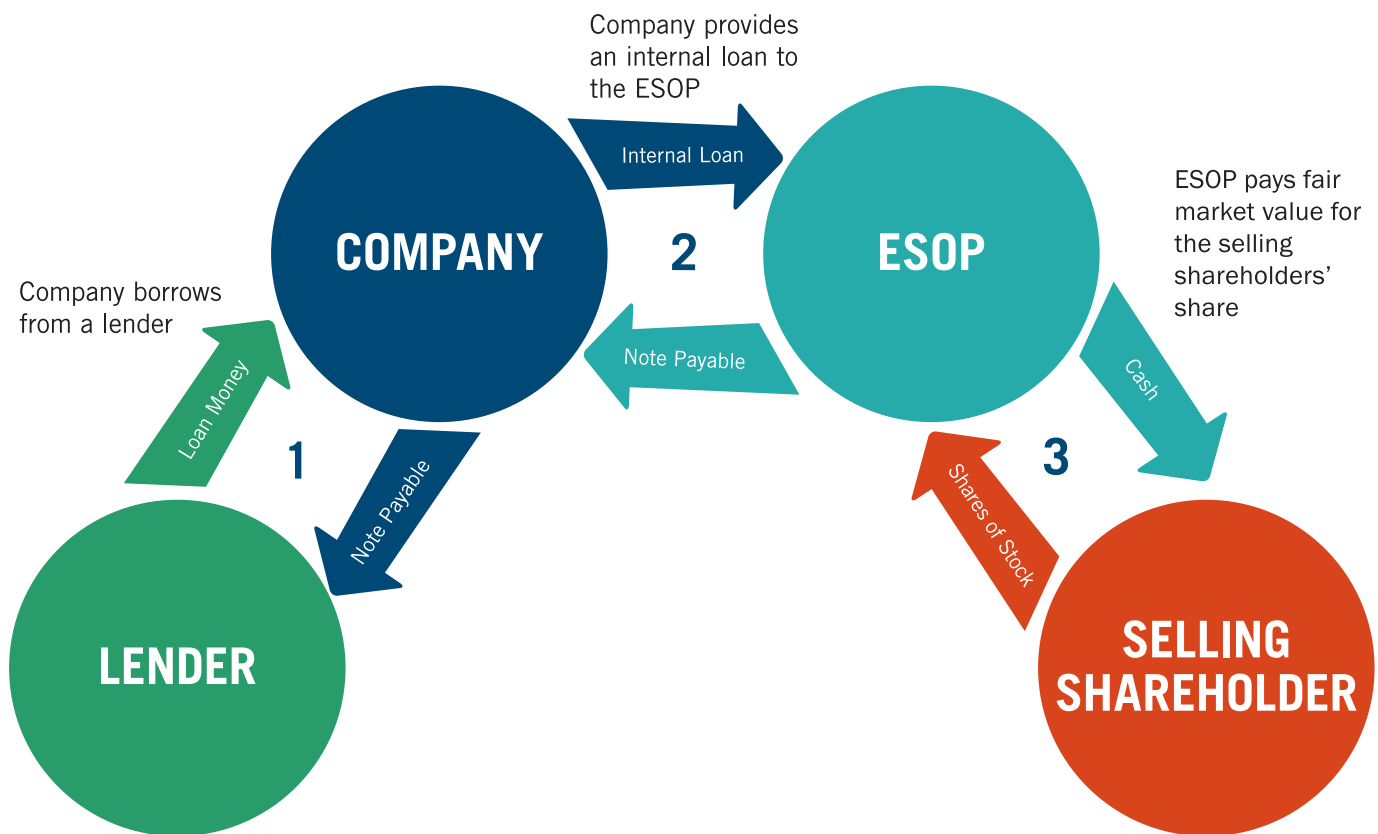 Company provides
an internal loan to
the ESOP
Internal Loan
COMPANY
2
ESOP
ESOP pays fair
market value for
the selling
shareholders’
share
Company borrows
from a lender
Note Payable
Loan Money
Cash
1
3
Note Payable
Shares of Stock
LENDER
SELLING
SHAREHOLDER